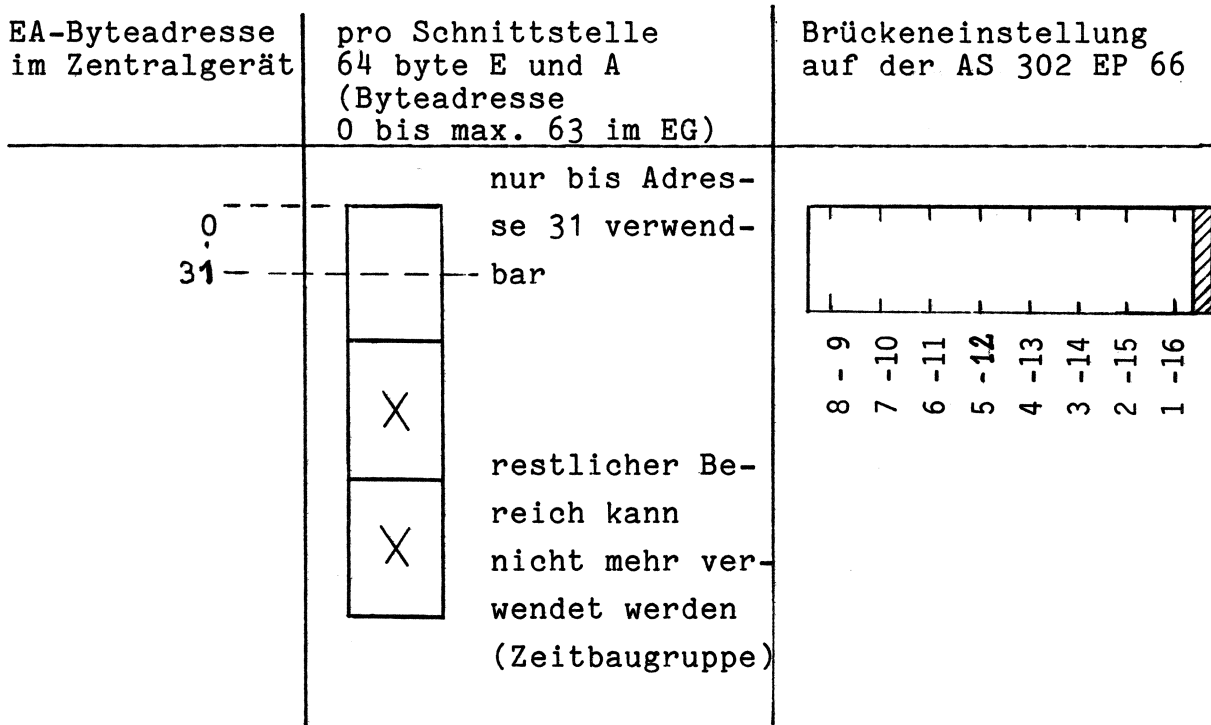 EA-Byteadresse
im Zentralgerät
pro Schnittstelle
64 byte E und A
(Byteadresse
0 bis max. 63 im EG)
Brückeneinstellung
auf der AS 302 EP 66
nur bis Adres-
se 31 verwend-
bar
0
31
restlicher Be-
reich kann
nicht mehr ver-
wendet werden
(Zeitbaugruppe)
8 - 9
7 -10
6 -11
5 -12
4 -13
3 -14
2 -15
1 -16